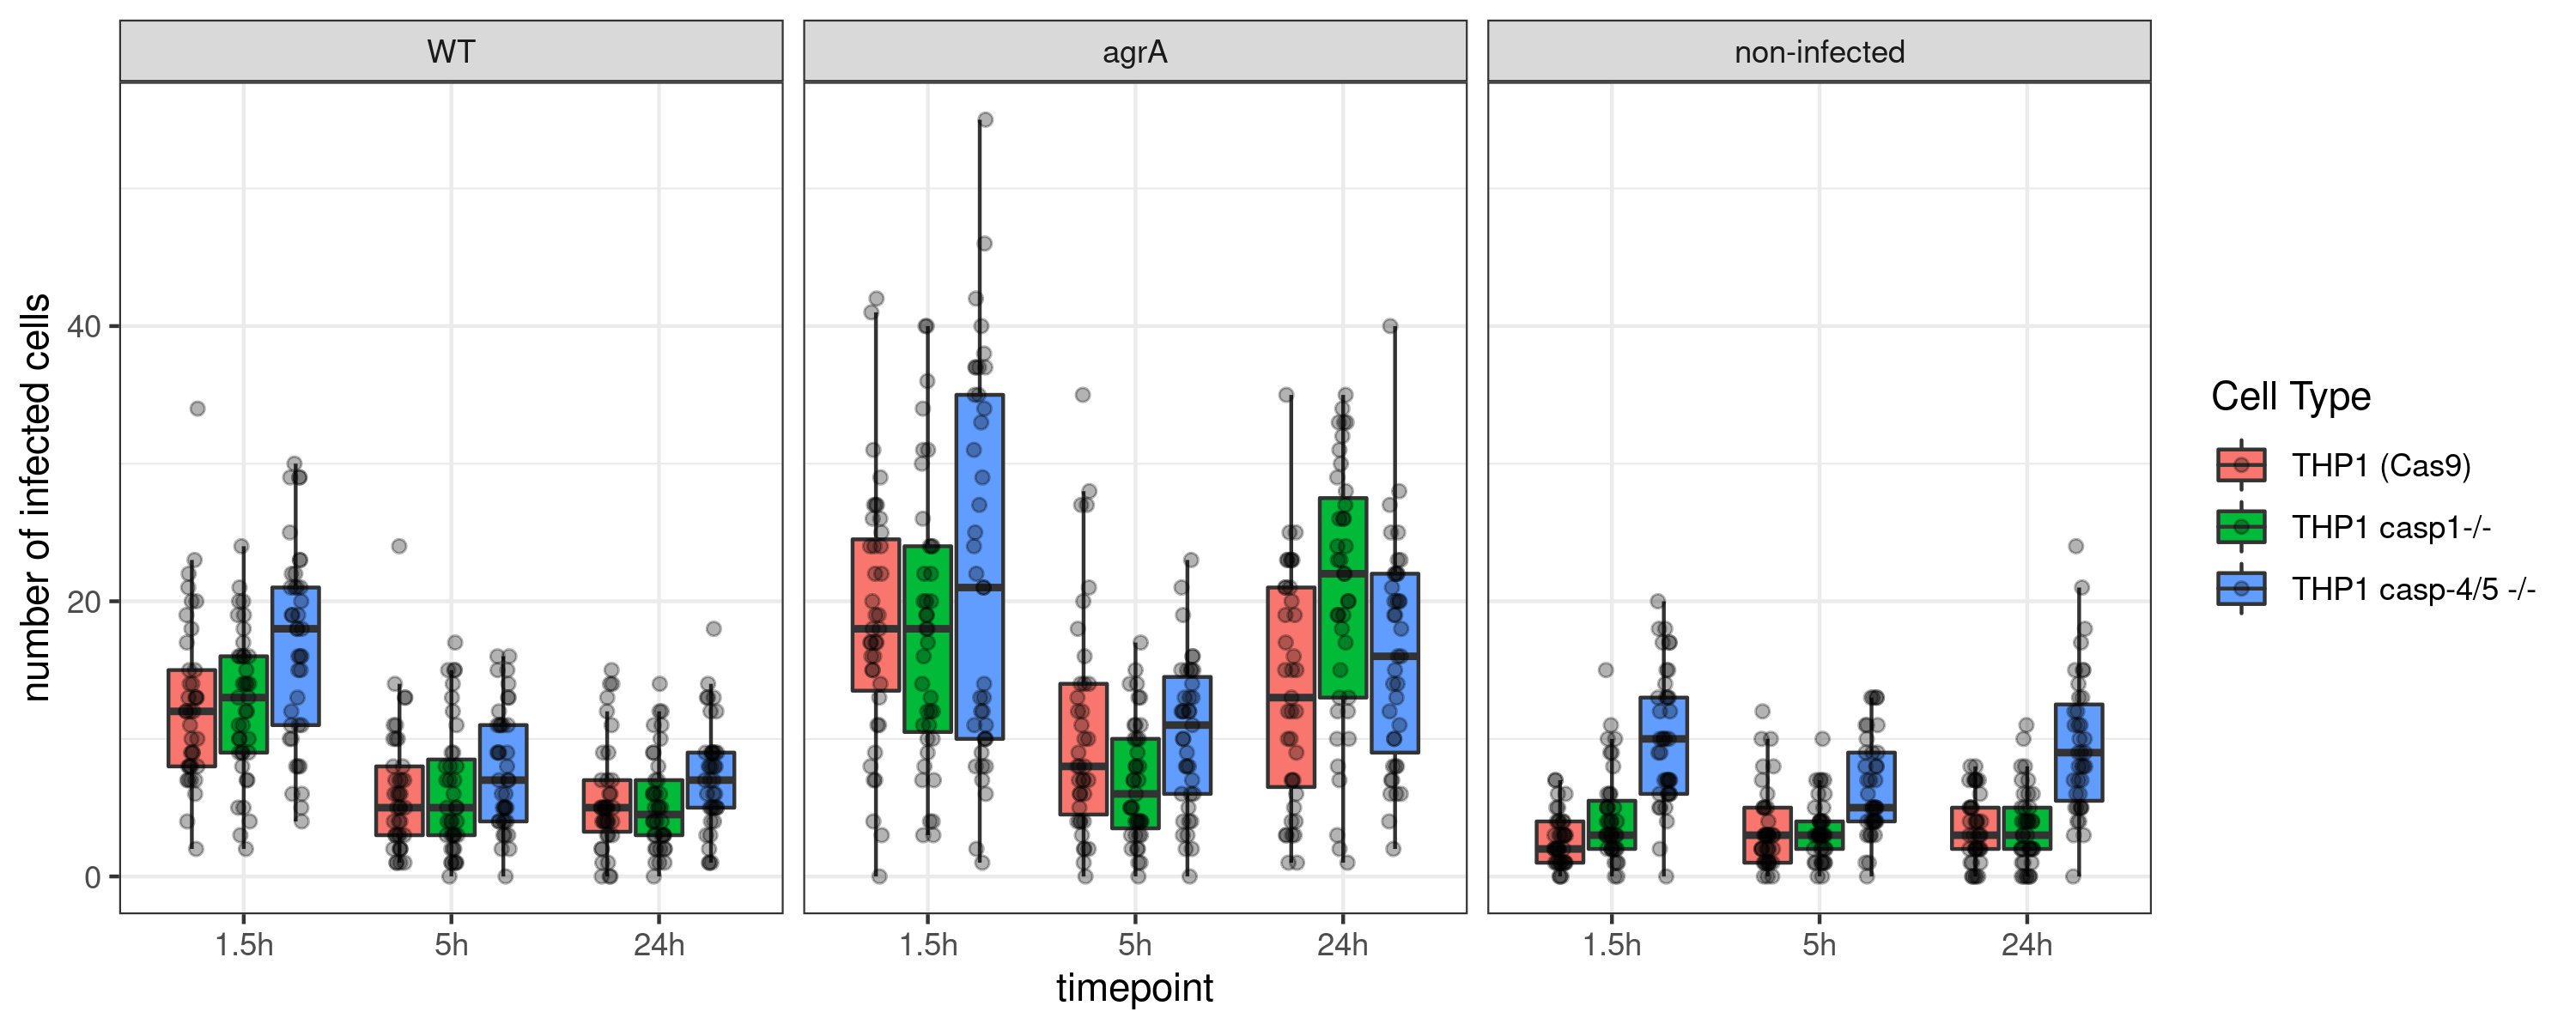 WT
agrA
non-infected
number of infected cells
40
20
0
1.5h
5h
24h
1.5h
5h
24h
1.5h
5h
24h
timepoint
Cell Type
THP1 (Cas9)
THP1 casp1-/-
THP1 casp-4/5 -/-